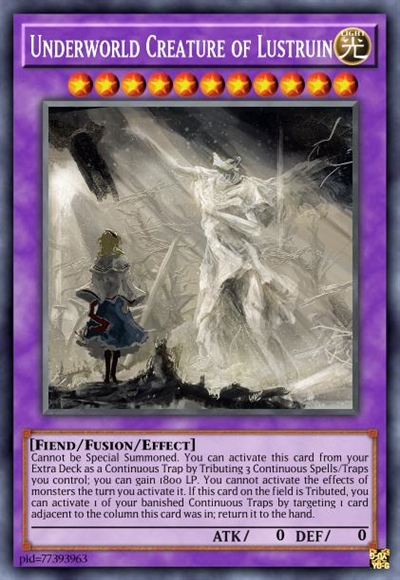 UNDERWORLD CREATURE OF LUSTRUIN
LIGHT
光
[FIEND/FUSION/EFFECT]
Cannot be Special Summoned. You can activate this card from your
Extra Deck as a Continuous Trap by Tributing 3 Continuous Spells/Traps
you control; you can gain 1800 LP. You cannot activate the effects of
monsters the turn you activate it. If this card on the field is Tributed, you
can activate 1 of your banished Continuous Traps by targeting 1 card
adjacent to the column this card was in; return it to the hand.
ATK/ 0 DEF/ 0
pid=77393963